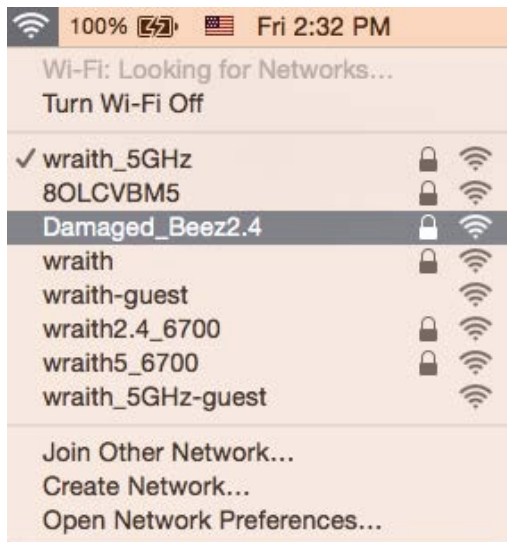 100% Fri 2:32 PM
Wi-Fi: Looking for Networks...
Turn Wi-Fi Off
wraith_5GHz
8OLCVBM5
Damaged_Beez2.4
wraith
wraith-guest
wraith2.4_6700
wraith5_6700
wraith_5GHz-guest
Join Other Network...
Create Network...
Open Network Preferences...